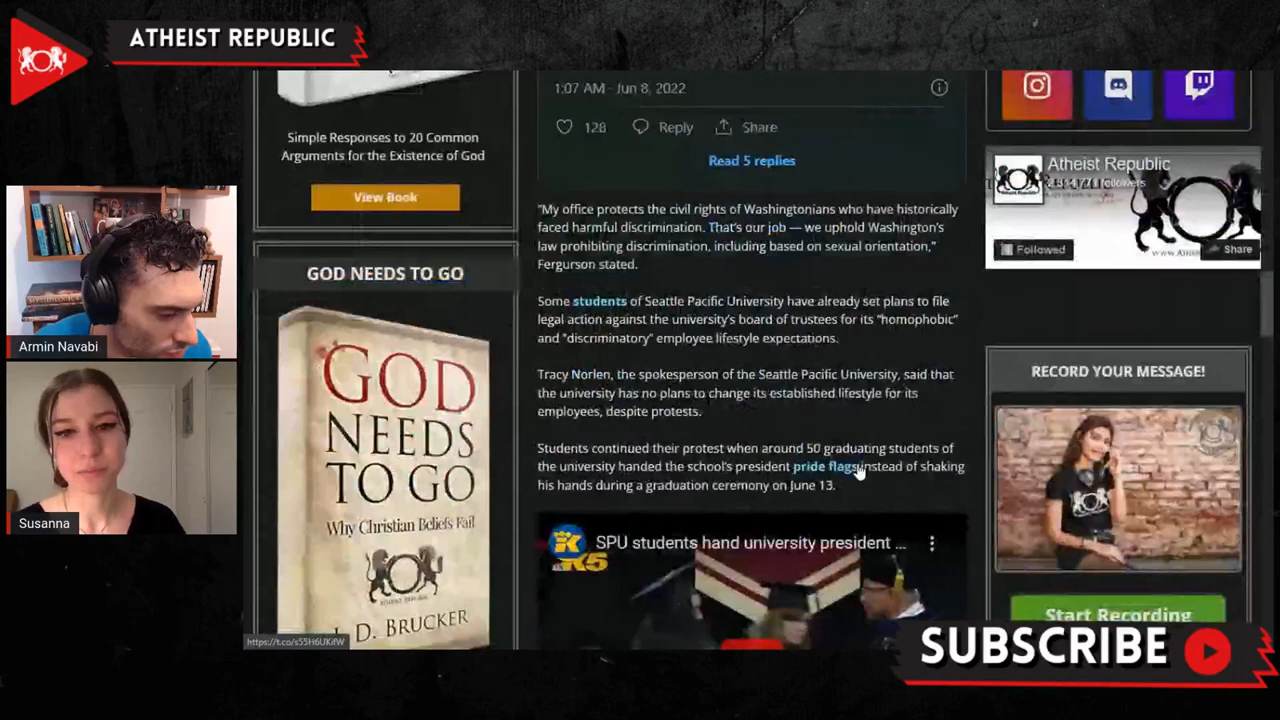 ATHEIST REPUBLIC
Simple Responses to 20 Common
Arguments for the Existence of God
View Book
GOD NEEDS TO GO
GOD
NEEDS
TO GO
Why Christian Beliefs Fail
D. BRUCKER
https://t.co/s55H6UKifW
Armin Navabi
Susanna
1:07 AM · Jun 8, 2022
128
Reply
Share
Read 5 replies
"My office protects the civil rights of Washingtonians who have historically
faced harmful discrimination. That's our job — we uphold Washington's
law prohibiting discrimination, including based on sexual orientation,"
Fergurson stated.
Some students of Seattle Pacific University have already set plans to file
legal action against the university's board of trustees for its "homophobic"
and "discriminatory" employee lifestyle expectations.
Tracy Norlen, the spokesperson of the Seattle Pacific University, said that
the university has no plans to change its established lifestyle for its
employees, despite protests.
Students continued their protest when around 50 graduating students of
the university handed the school's president pride flags instead of shaking
his hands during a graduation ceremony on June 13.
SPU students hand university president ...
K5
Atheist Republic
followers
Followed
Share
RECORD YOUR MESSAGE!
Start Recording
SUBSCRIBE